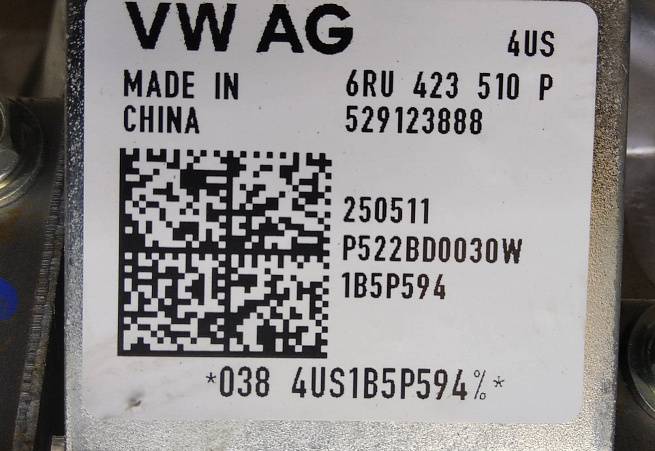 VW AG
4US
MADE IN 6RU 423 510 P
CHINA 529123888
250511
P522BD0030W
1B5P594
*038 4US1B5P594%*